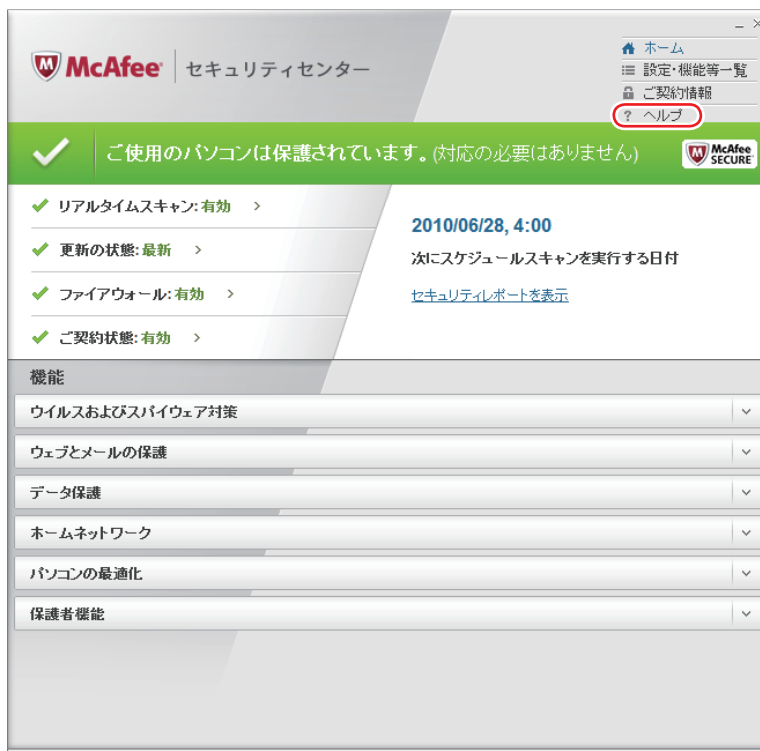 McAfee セキュリティセンター
ホーム
設定・機能等一覧
ご契約情報
? ヘルプ
ご使用のパソコンは保護されています。(対応の必要はありません)
McAfee
SECURE
リアルタイムスキャン:有効 >
更新の状態:最新 >
ファイアウォール:有効 >
ご契約状態:有効 >
2010/06/28, 4:00
次にスケジュールスキャンを実行する日付
セキュリティレポートを表示
機能
ウイルスおよびスパイウェア対策
ウェブとメールの保護
データ保護
ホームネットワーク
パソコンの最適化
保護者機能